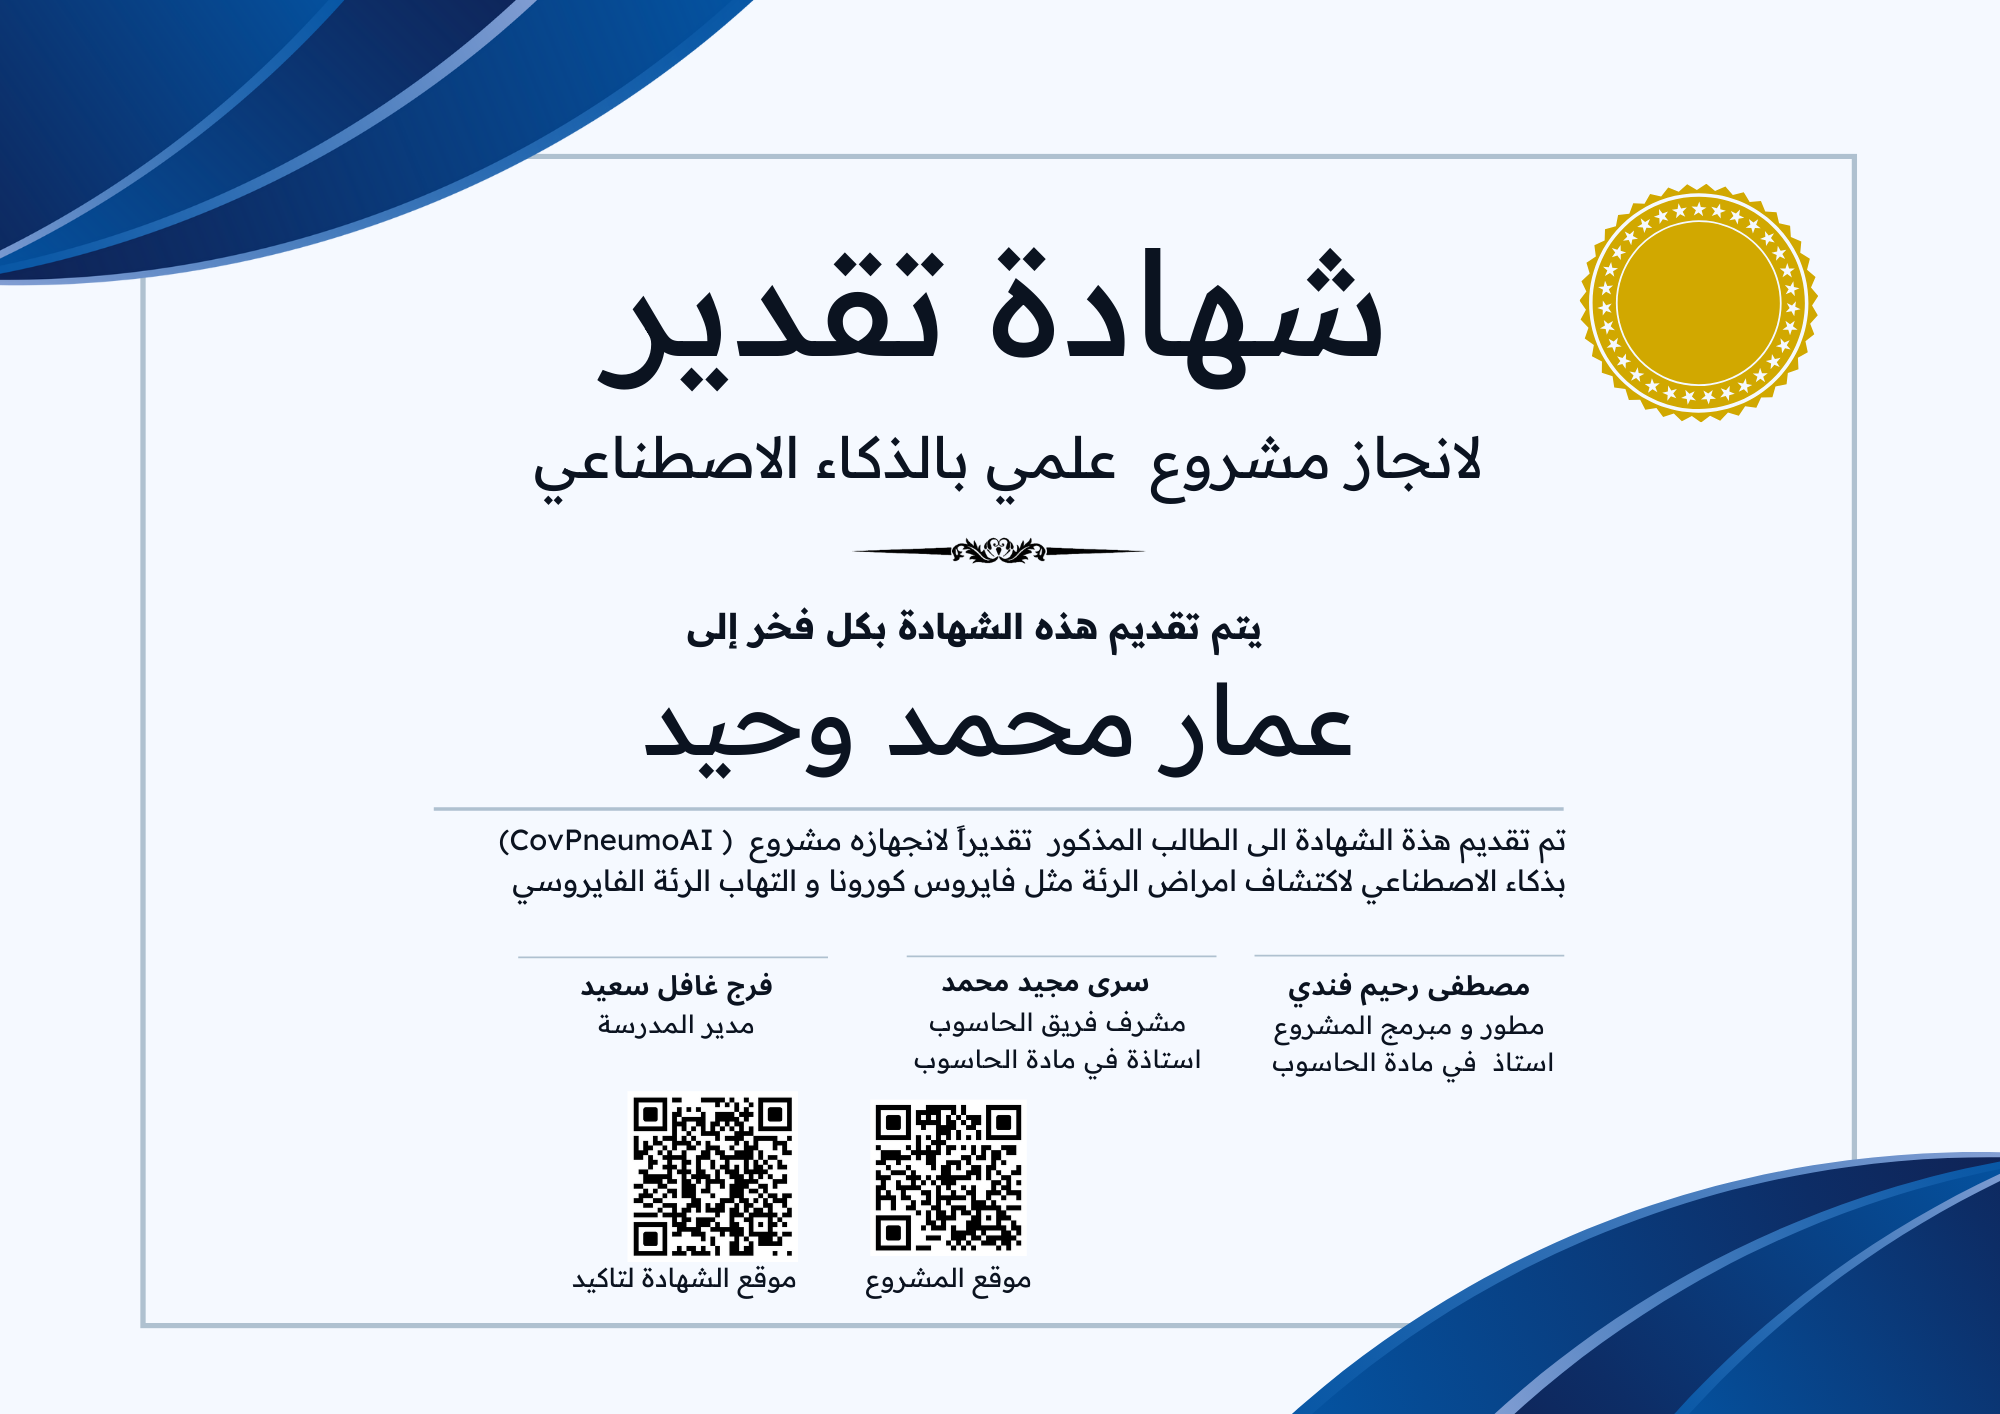 شهادة تقدير
لانجاز مشروع علمي بالذكاء الاصطناعي
يتم تقديم هذه الشهادة بكل فخر إلى
عمار محمد وحيد
تم تقديم هذة الشهادة الى الطالب المذكور تقديراً لانجهازه مشروع ( CovPneumoAI)
بذكاء الاصطناعي لاكتشاف امراض الرئة مثل فايروس كورونا و التهاب الرئة الفايروسي
مصطفى رحيم فندي
مطور و مبرمج المشروع
استاذ في مادة الحاسوب
سرى مجيد محمد
مشرف فريق الحاسوب
استاذة في مادة الحاسوب
فرج غافل سعيد
مدير المدرسة
موقع المشروع
موقع الشهادة لتاكيد